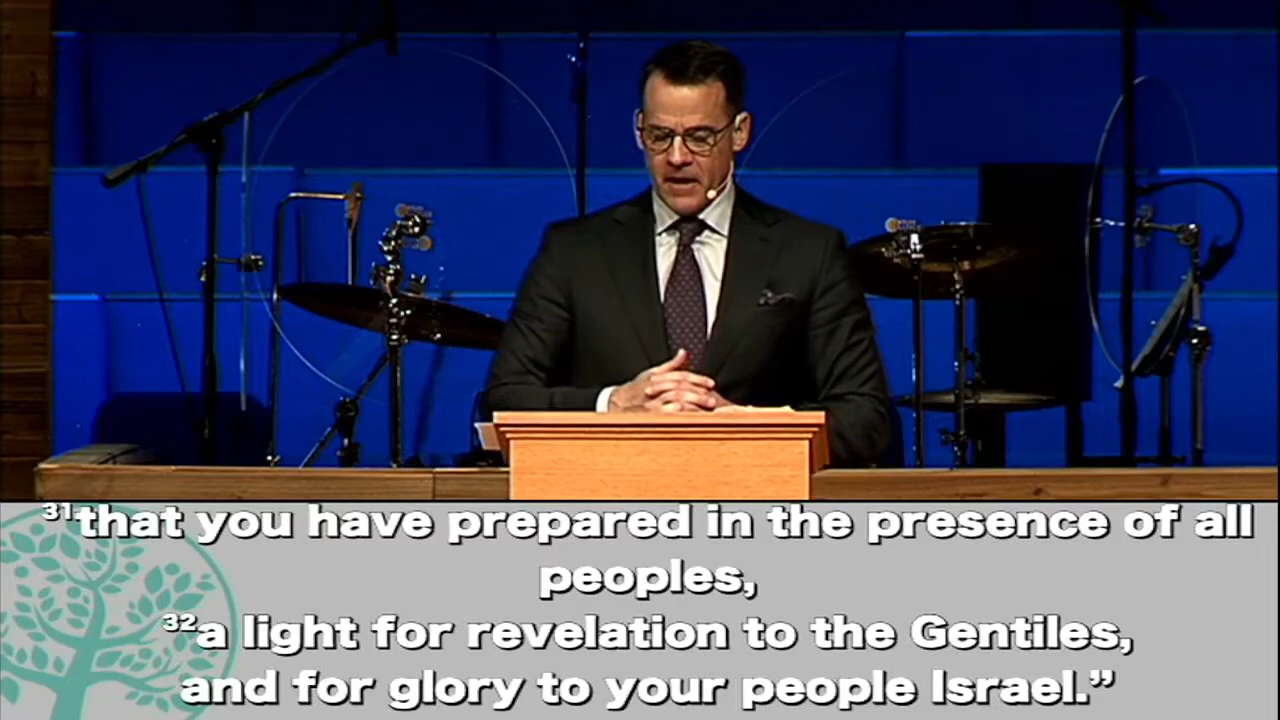 ³¹that you have prepared in the presence of all
peoples,
³²a light for revelation to the Gentiles,
and for glory to your people Israel.”